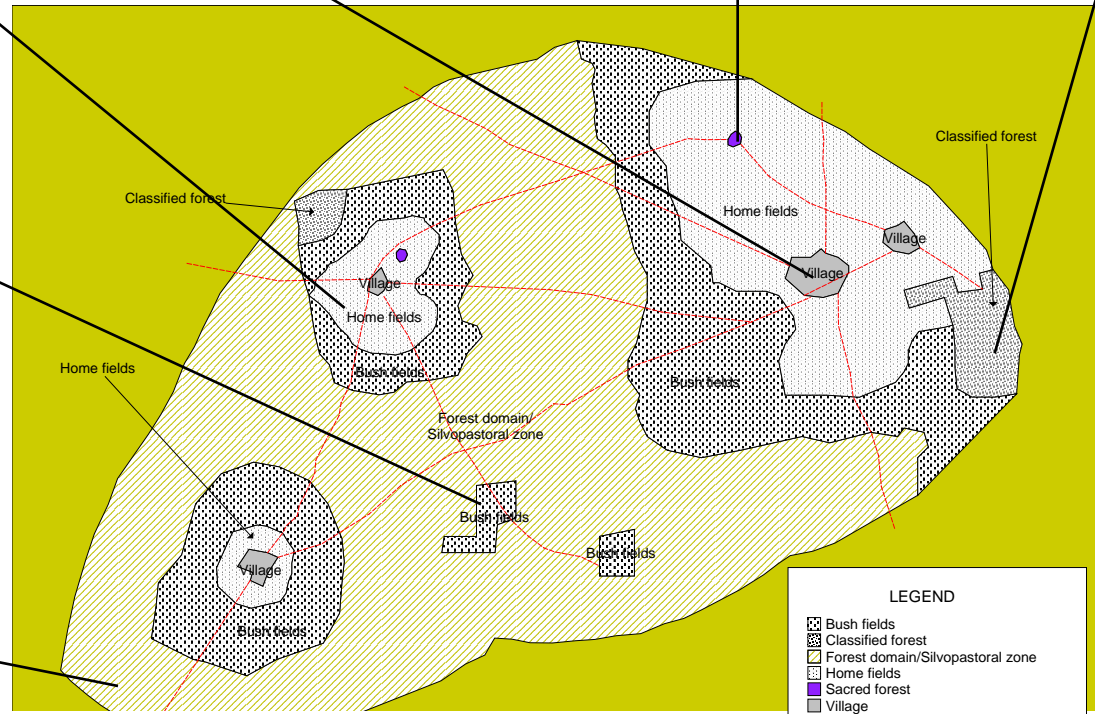 Classified forest
Classified forest
Home fields
Village
Village
Village
Home fields
Home fields
Bush fields
Bush fields
Forest domain/
Silvopastoral zone
Bush fields
Bush fields
Village
Bush fields
LEGEND
Bush fields
Classified forest
Forest domain/Silvopastoral zone
Home fields
Sacred forest
Village